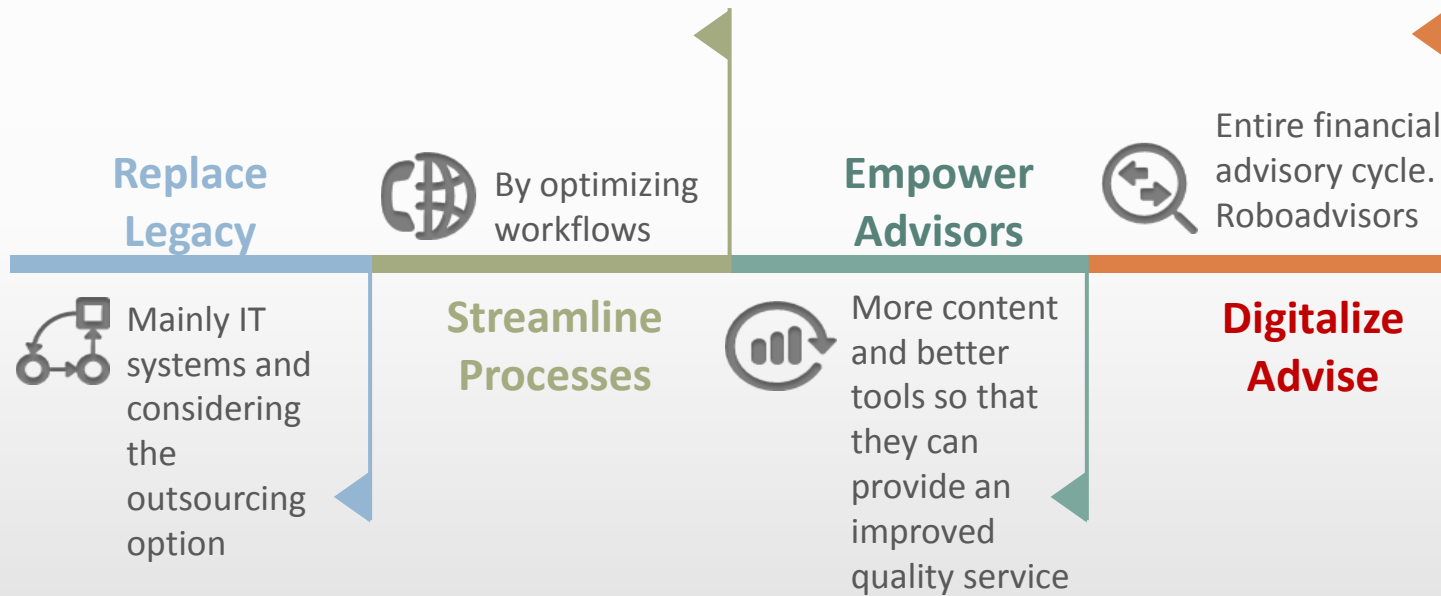 Replace
Legacy
Mainly IT
systems and
considering
the
outsourcing
option
By optimizing
workflows
Streamline
Processes
Empower
Advisors
More content
and better
tools so that
they can
provide an
improved
quality service
Entire financial
advisory cycle.
Roboadvisors
Digitalize
Advise